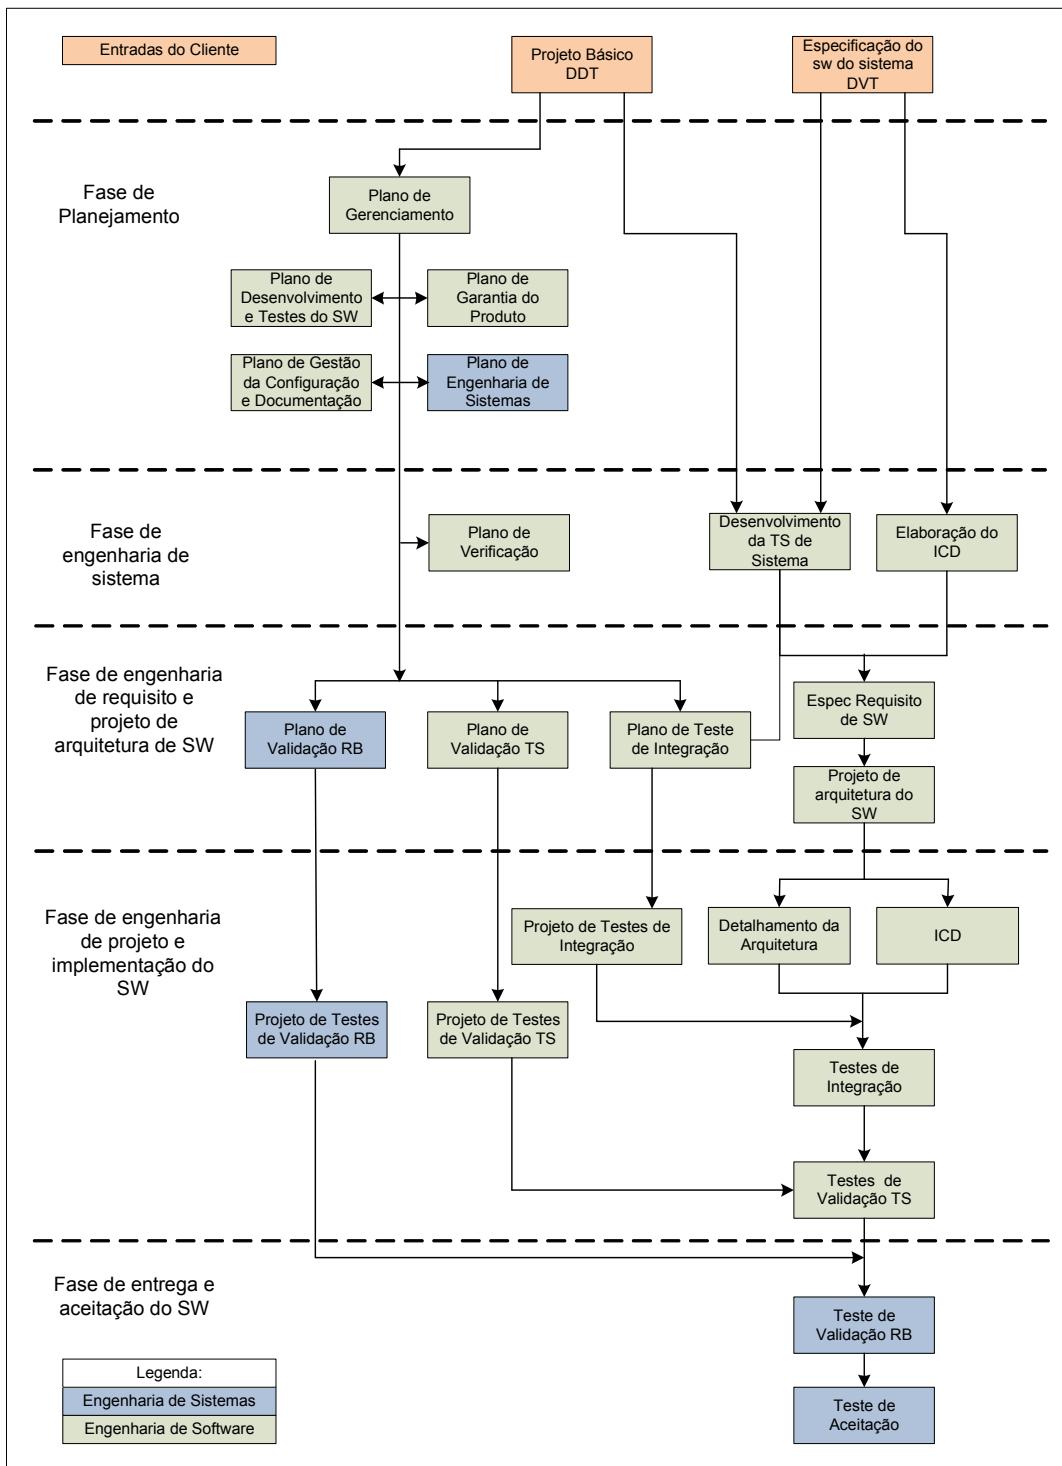 Entradas do Cliente
Projeto Básico
DDT
Especificação do
sw do sistema
DVT
Fase de
Planejamento
Plano de
Gerenciamento
Plano de
Desenvolvimento
e Testes do SW
Plano de
Garantia do
Produto
Plano de Gestão
da Configuração
e Documentação
Plano de
Engenharia de
Sistemas
Fase de
engenharia de
sistema
Plano de
Verificação
Desenvolvimento
da TS de
Sistema
Elaboração do
ICD
Fase de engenharia
de requisito e
projeto de
arquitetura de SW
Plano de
Validação RB
Plano de
Validação TS
Plano de Teste
de Integração
Espec Requisito
de SW
Projeto de
arquitetura do
SW
Fase de engenharia
de projeto e
implementação do
SW
Projeto de Testes de
Integração
Detalhamento da
Arquitetura
ICD
Projeto de Testes
de Validação RB
Projeto de Testes
de Validação TS
Testes de
Integração
Testes de
Validação TS
Fase de entrega e
aceitação do SW
Teste de
Validação RB
Teste de
Aceitação
Legenda:
Engenharia de Sistemas
Engenharia de Software